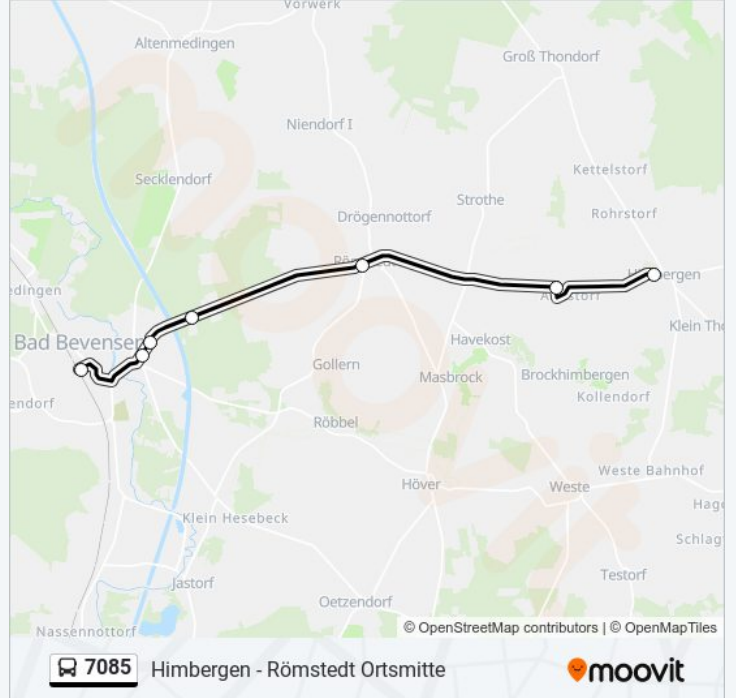 Vorwerk
Altenmedingen
Groß Thondorf
Niendorf I
Kettelstorf
Secklendorf
Strothe
Rohrstorf
Drögennottorf
edingen
Klein Tho
Bad Bevensen
Havekost
Gollern
Masbrock
Brockhimbergen
Kollendorf
endorf
Röbbel
Weste Bahnhof
Höver
Weste
Hage
Klein Hesebeck
Schlag
Testorf
Jastorf
Oetzendorf
Nassennottorf
© OpenStreetMap contributors | © OpenMapTiles
7085 Himbergen - Römstedt Ortsmitte
moovit